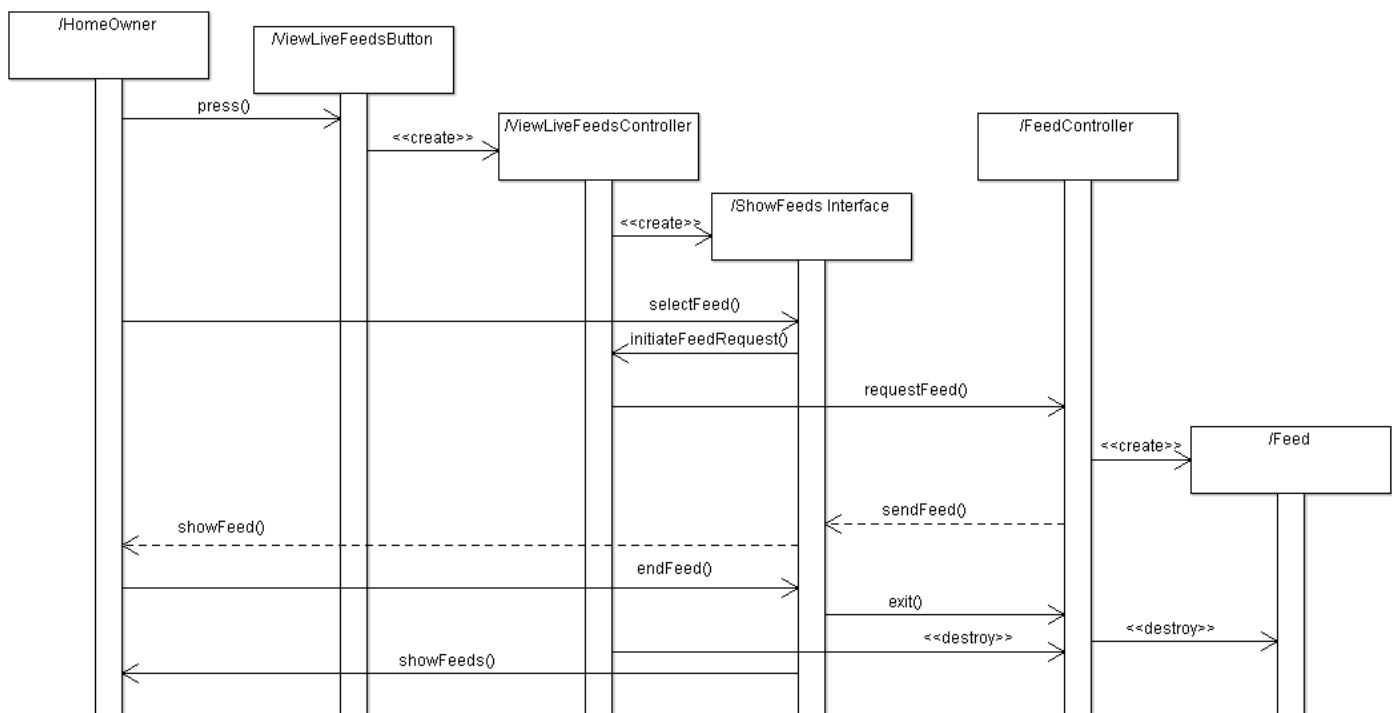 /HomeOwner
/ViewLiveFeedsButton
press()
<<create>>
/ViewLiveFeedsController
/FeedController
/ShowFeeds Interface
<<create>>
selectFeed()
initiateFeedRequest()
requestFeed()
<<create>>
/Feed
sendFeed()
showFeed()
endFeed()
exit()
<<destroy>>
<<destroy>>
showFeeds()